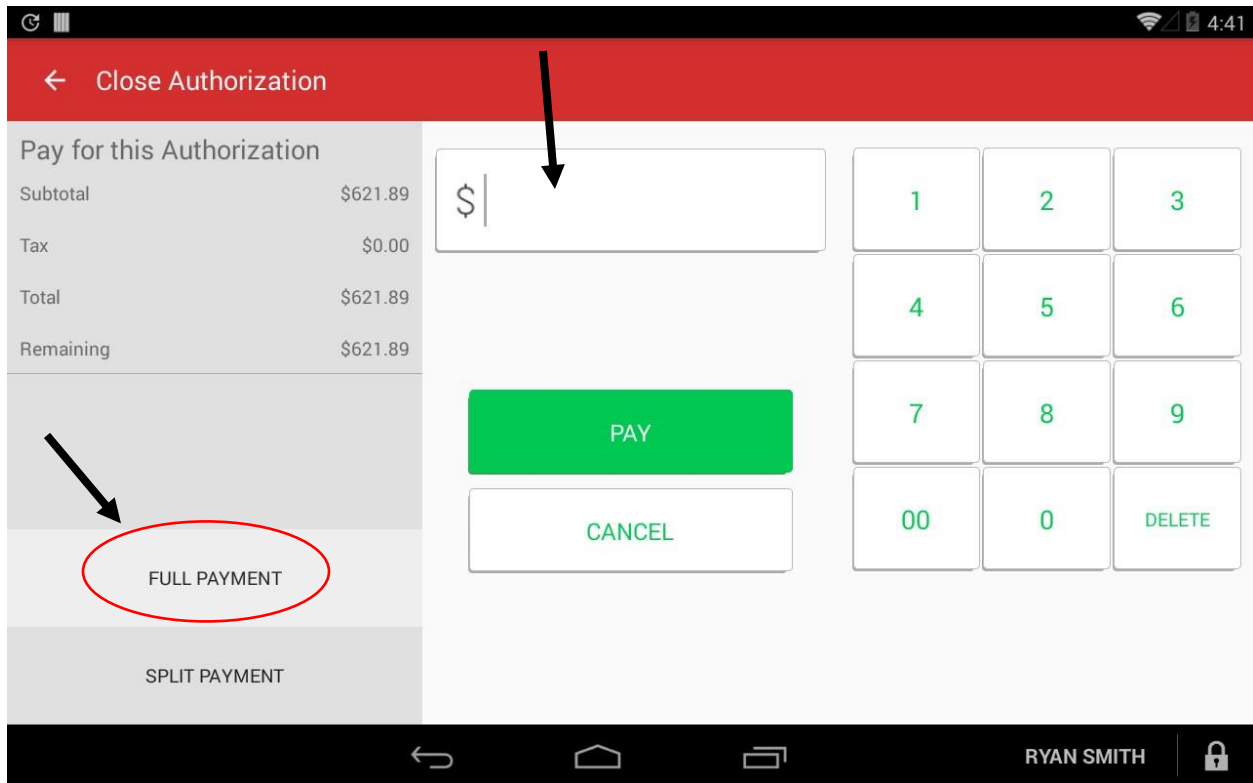 4:41
Close Authorization
Pay for this Authorization
Subtotal $621.89
Tax $0.00
Total $621.89
Remaining $621.89
FULL PAYMENT
SPLIT PAYMENT
$
PAY
CANCEL
1 2 3
4 5 6
7 8 9
00 0 DELETE
RYAN SMITH